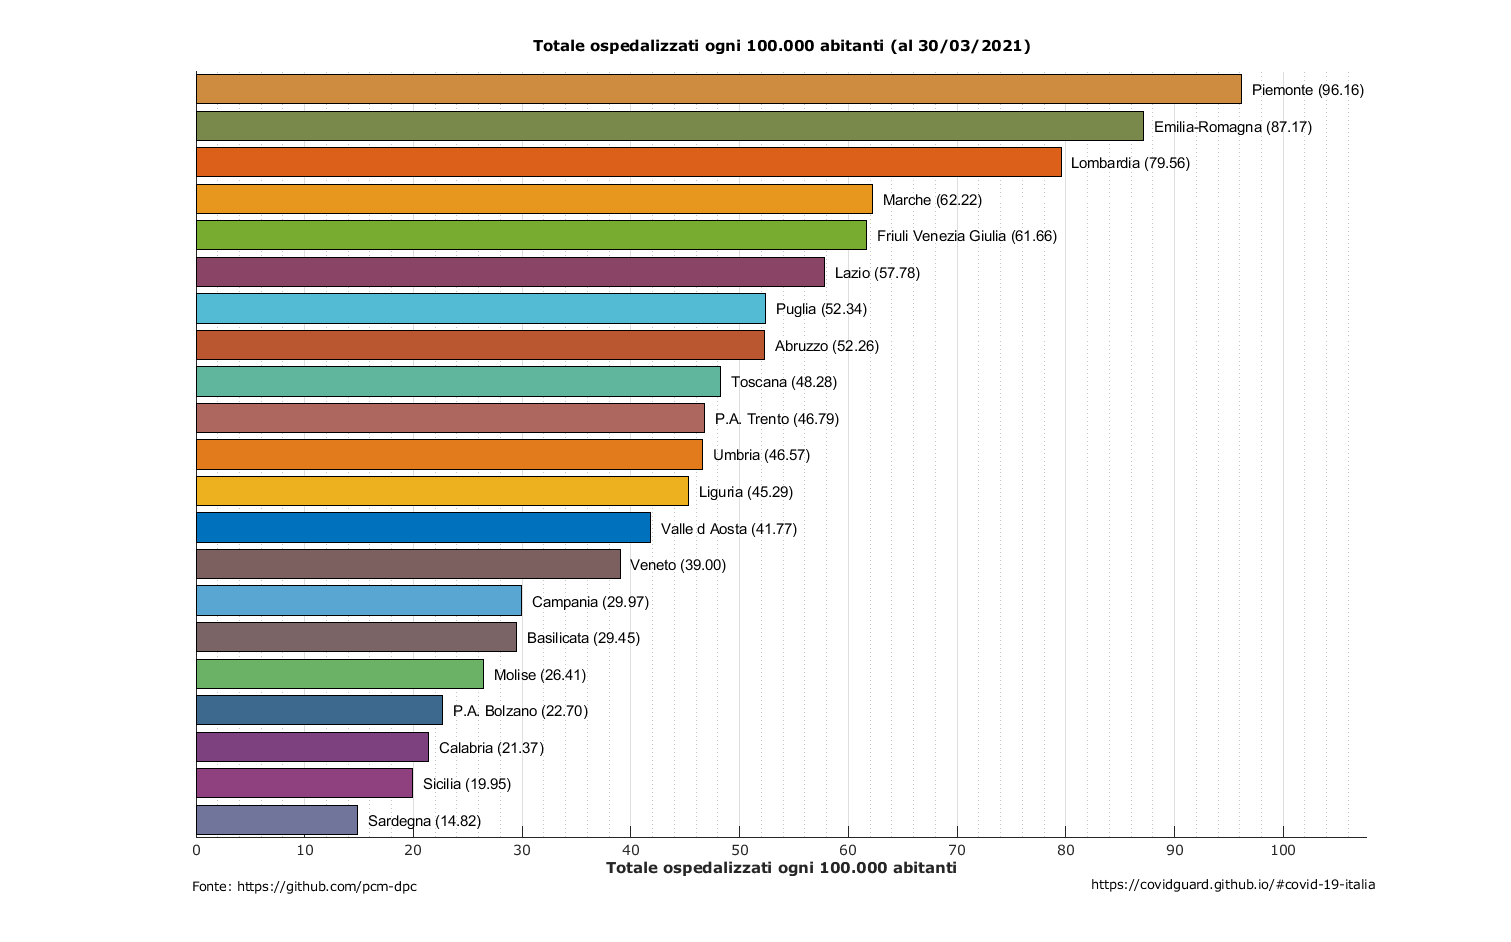 Totale ospedalizzati ogni 100.000 abitanti (al 30/03/2021)
Piemonte (96.16)
Emilia-Romagna (87.17)
Lombardia (79.56)
Marche (62.22)
Friuli Venezia Giulia (61.66)
Lazio (57.78)
Puglia (52.34)
Abruzzo (52.26)
Toscana (48.28)
P.A. Trento (46.79)
Umbria (46.57)
Liguria (45.29)
Valle d Aosta (41.77)
Veneto (39.00)
Campania (29.97)
Basilicata (29.45)
Molise (26.41)
P.A. Bolzano (22.70)
Calabria (21.37)
Sicilia (19.95)
Sardegna (14.82)
0 10 20 30 40 50 60 70 80 90 100
Totale ospedalizzati ogni 100.000 abitanti
Fonte: https://github.com/pcm-dpc
https://covidguard.github.io/#covid-19-italia